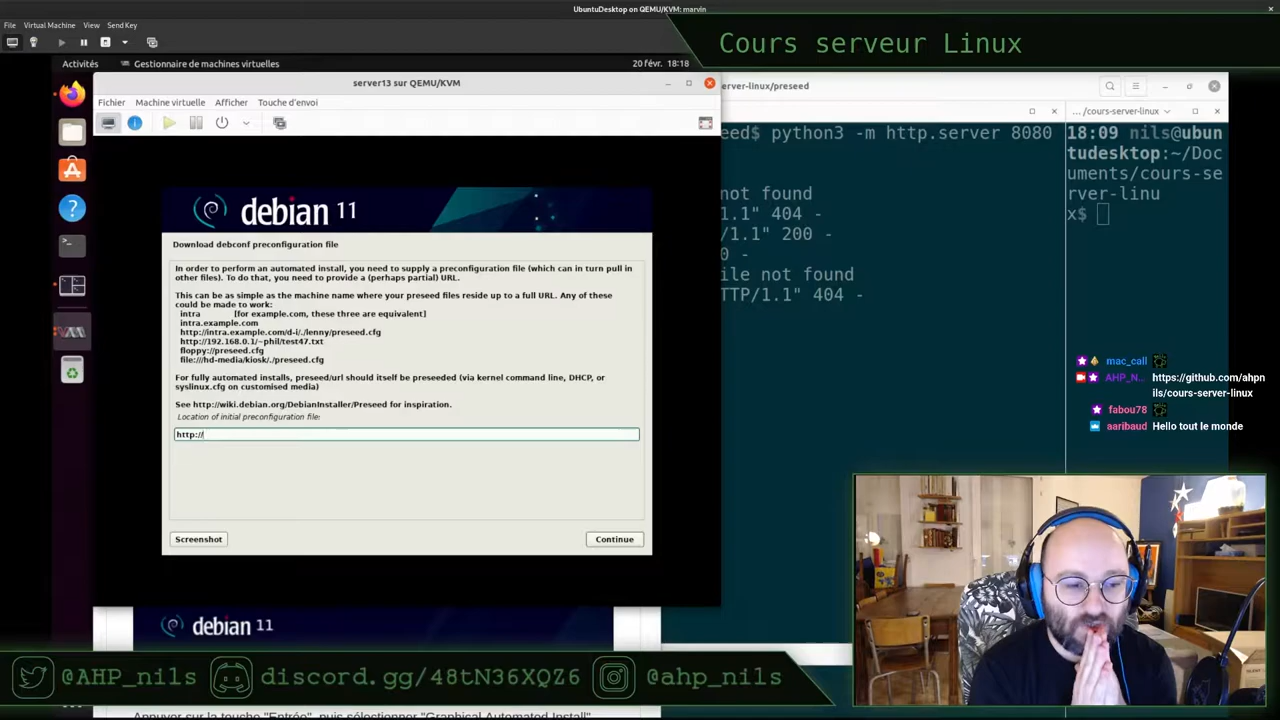 UbuntuDesktop on QEMU/KVM: marvin
File Virtual Machine View Send Key
Cours serveur Linux
Activités Gestionnaire de machines virtuelles 20 févr. 18:18
server13 sur QEMU/KVM
Fichier Machine virtuelle Afficher Touche d'envoi
debian 11
Download debconf preconfiguration file
In order to perform an automated install, you need to supply a preconfiguration file (which can in turn pull in
other files). To do that, you need to provide a (perhaps partial) URL.
This can be as simple as the machine name where your preseed files reside up to a full URL. Any of these
could be made to work:
intra [for example.com, these three are equivalent]
intra.example.com
http://intra.example.com/d-i/./lenny/preseed.cfg
http://192.168.0.1/~phil/test47.txt
floppy://preseed.cfg
file:///hd-media/kiosk/./preseed.cfg
For fully automated installs, preseed/url should itself be preseeded (via kernel command line, DHCP, or
syslinux.cfg on customised media)
See http://wiki.debian.org/DebianInstaller/Preseed for inspiration.
Location of initial preconfiguration file:
http://
Screenshot Continue
debian 11
rver-linux/preseed
eed$ python3 -m http.server 8080
not found
1.1" 404 -
/1.1" 200 -
0 -
ile not found
TTP/1.1" 404 -
... /cours-server-linux
18:09 nils@ubun
tudesktop:~/Doc
uments/cours-se
rver-linu
x$
mac_call
AHP_N... https://github.com/ahpn
ils/cours-server-linux
fabou78
aaribaud Hello tout le monde
@AHP_nils discord.gg/48tN36XQZ6 @ahp_nils
Appuyer sur la touche "Entrée", puis sélectionner "Graphical Automated Install"